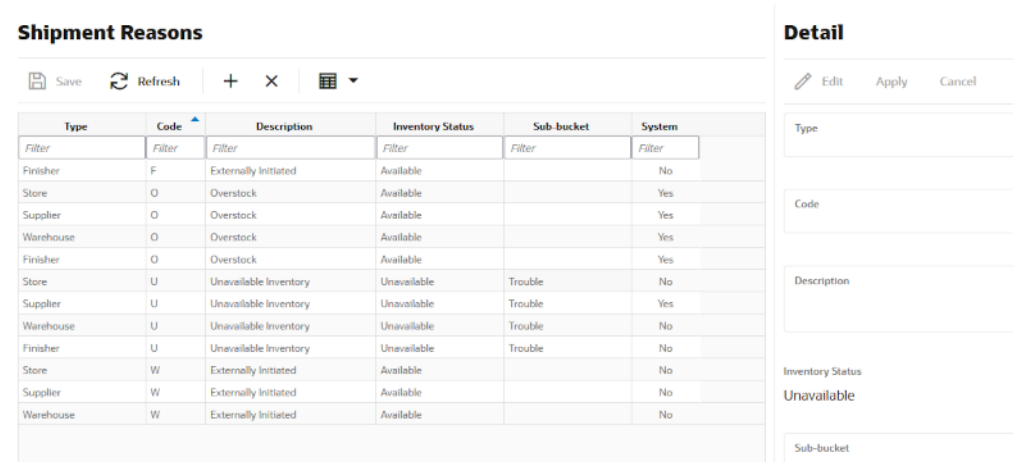 Shipment Reasons
Save Refresh
Type Code Description Inventory Status Sub-bucket System
Filter Filter Filter Filter Filter Filter
Finisher F Externally Initiated Available No
Store O Overstock Available Yes
Supplier O Overstock Available Yes
Warehouse O Overstock Available Yes
Finisher O Overstock Available Yes
Store U Unavailable Inventory Unavailable Trouble No
Supplier U Unavailable Inventory Unavailable Trouble Yes
Warehouse U Unavailable Inventory Unavailable Trouble No
Finisher U Unavailable Inventory Unavailable Trouble No
Store W Externally Initiated Available No
Supplier W Externally Initiated Available No
Warehouse W Externally Initiated Available No
Detail
Edit Apply Cancel
Type
Code
Description
Inventory Status
Unavailable
Sub-bucket